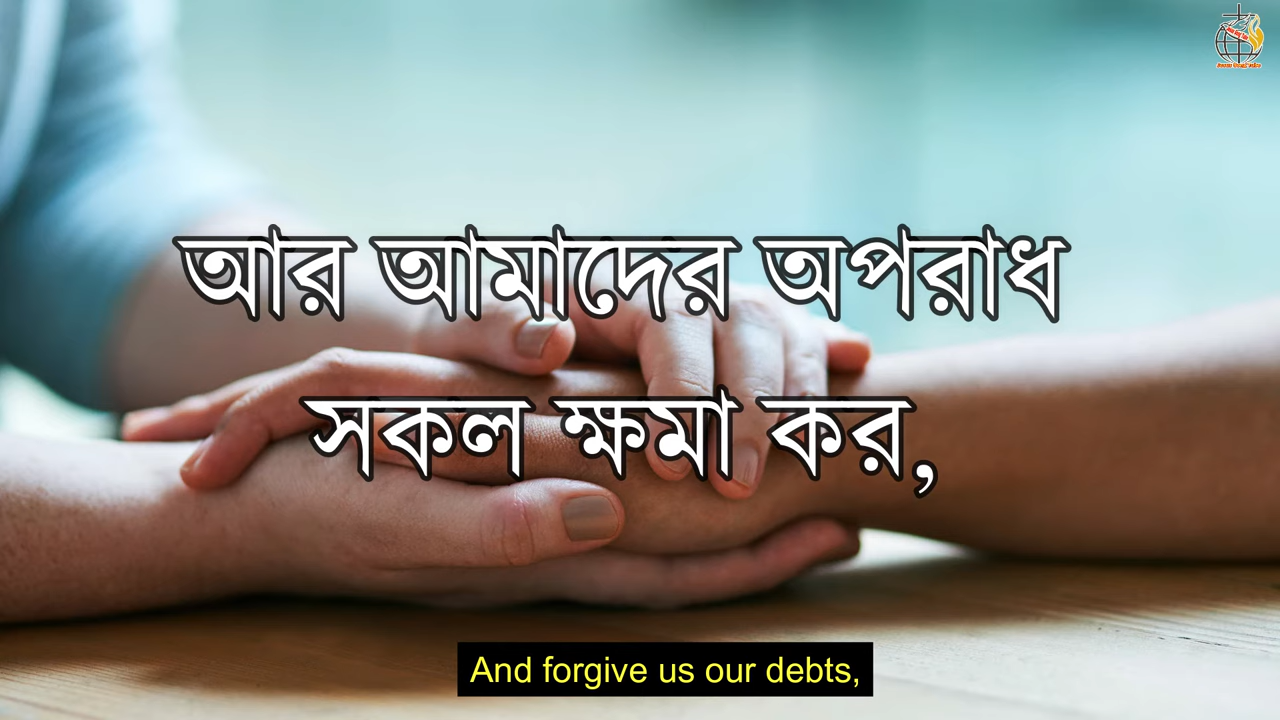 আর আমাদের অপরাধ
সকল ক্ষমা কর,
And forgive us our debts,